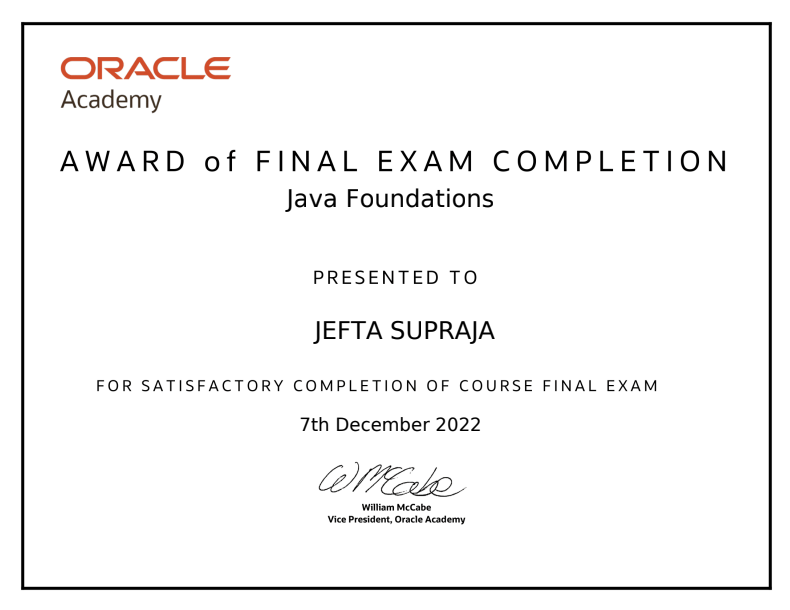 ORACLE
Academy
AWARD of FINAL EXAM COMPLETION
Java Foundations
PRESENTED TO
JEFTA SUPRAJA
FOR SATISFACTORY COMPLETION OF COURSE FINAL EXAM
7th December 2022
W McCabe
William McCabe
Vice President, Oracle Academy